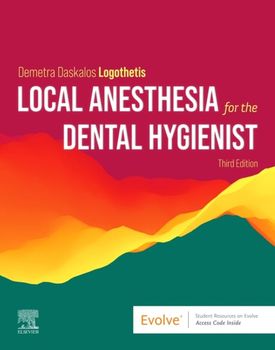 Demetra Daskalos Logothetis
LOCAL ANESTHESIA for the
DENTAL HYGIENIST
Third Edition
ELSEVIER
Evolve
Student Resources on Evolve
Access Code Inside